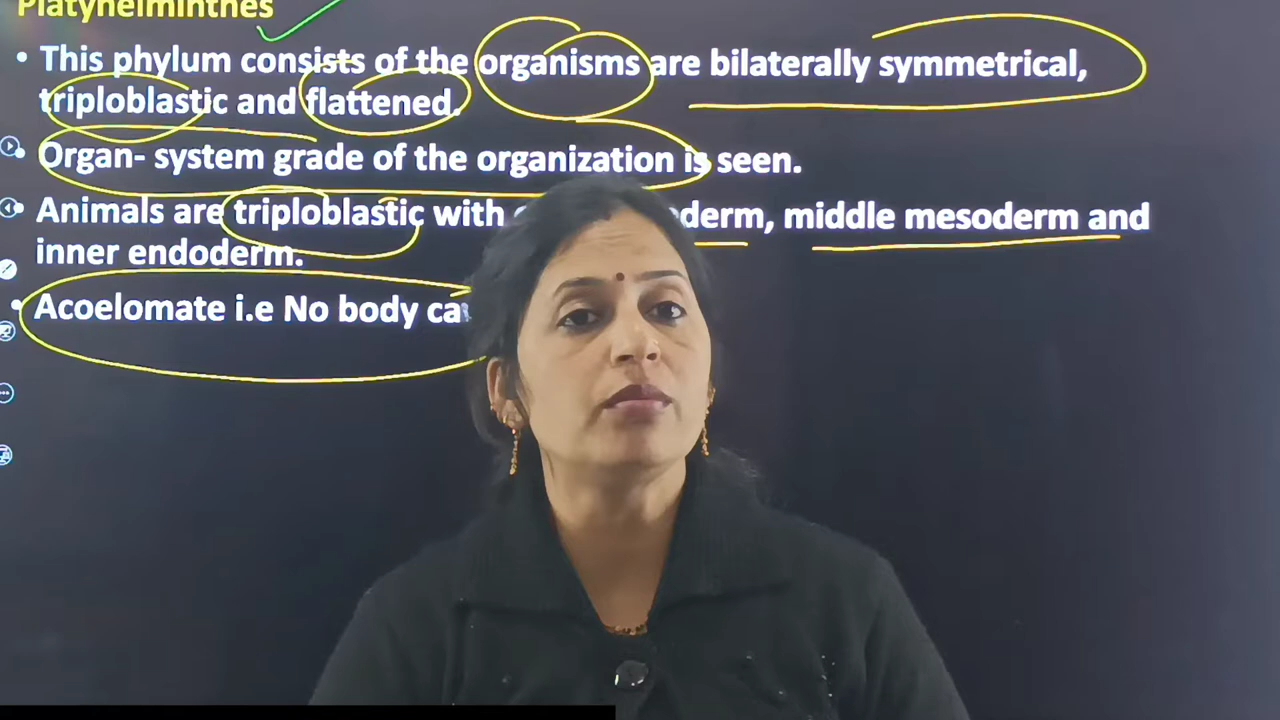 Platyhelminthes
• This phylum consists of the organisms are bilaterally symmetrical,
triploblastic and flattened.
Organ- system grade of the organization is seen.
Animals are triploblastic with derm, middle mesoderm and
inner endoderm.
• Acoelomate i.e No body